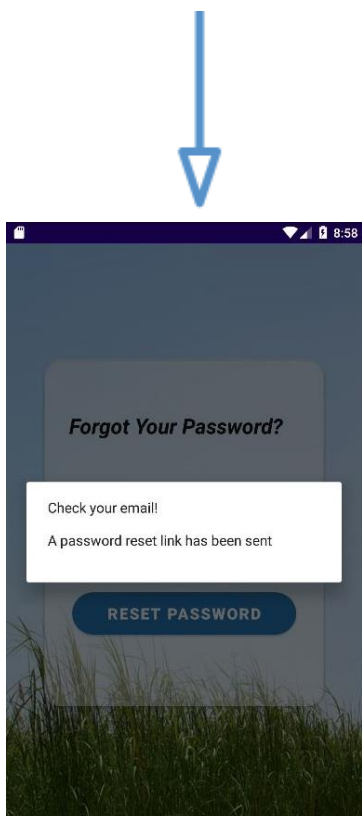 8:58
Forgot Your Password?
Check your email!
A password reset link has been sent
RESET PASSWORD